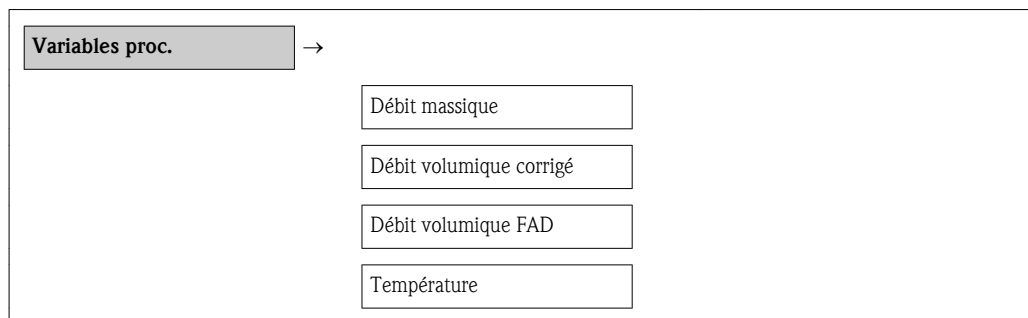 Variables proc. →
Débit massique
Débit volumique corrigé
Débit volumique FAD
Température